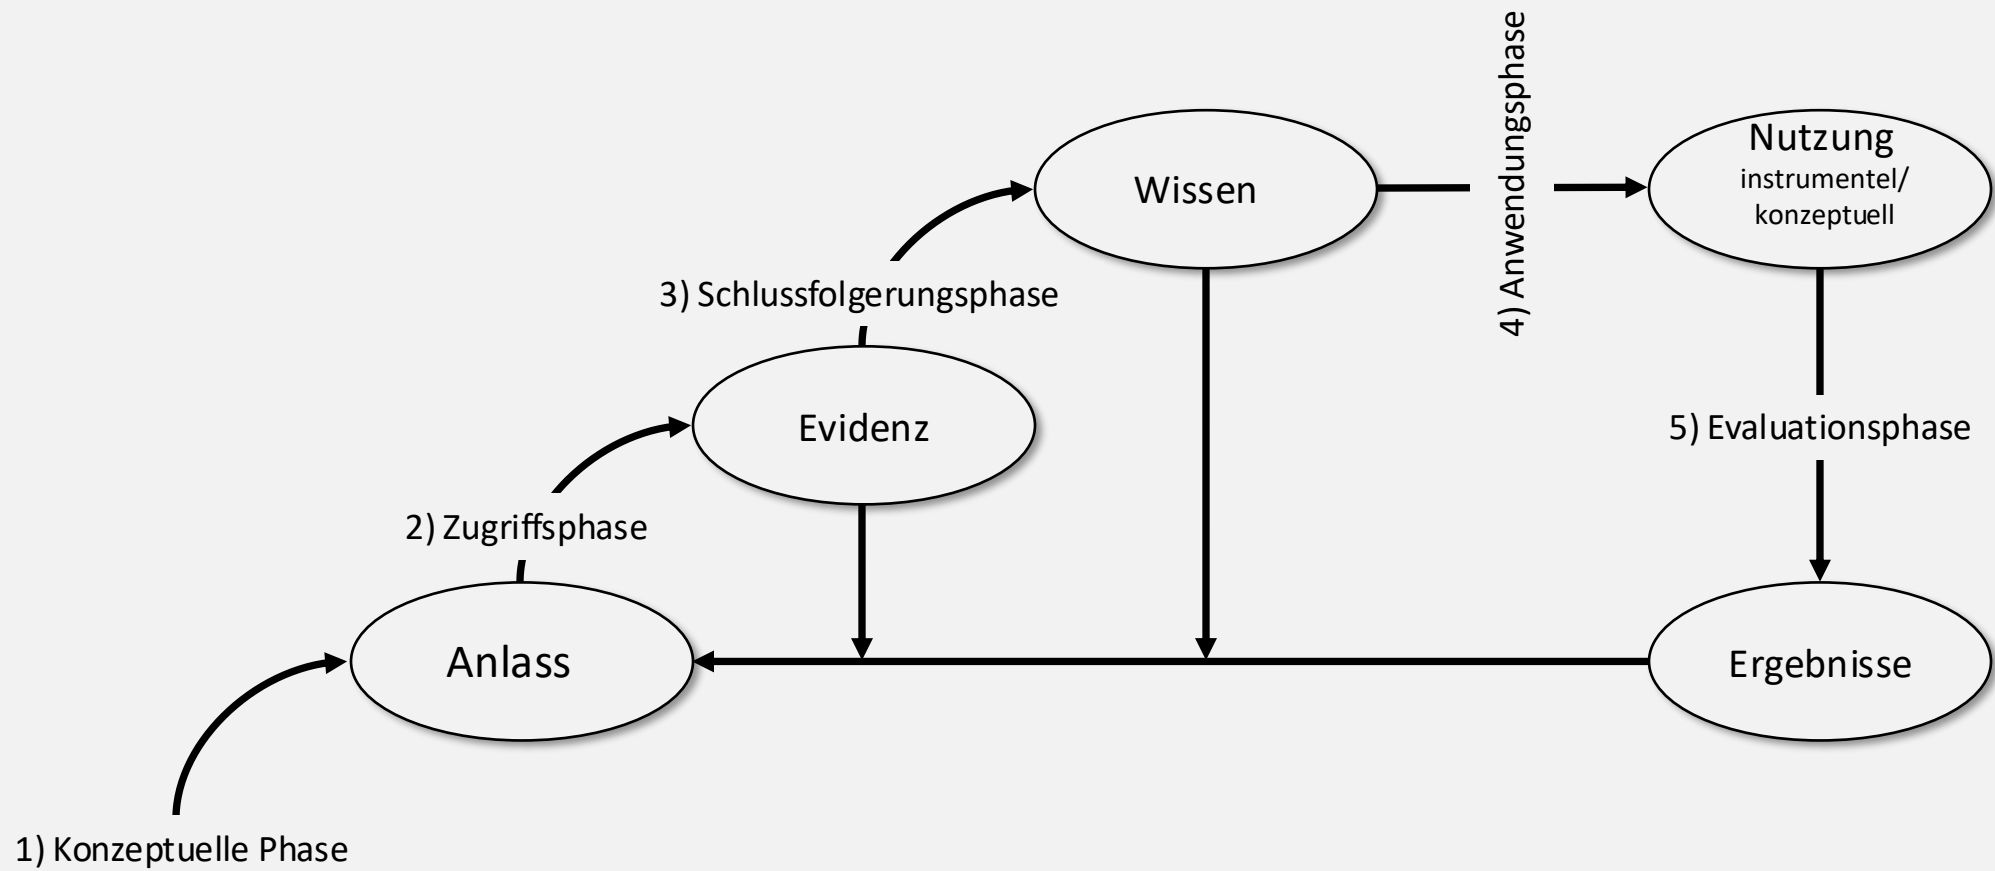 4) Anwendungsphase
Nutzung
instrumentel/
konzeptuell
Wissen
3) Schlussfolgerungsphase
Evidenz
5) Evaluationsphase
2) Zugriffsphase
Anlass
Ergebnisse
1) Konzeptuelle Phase